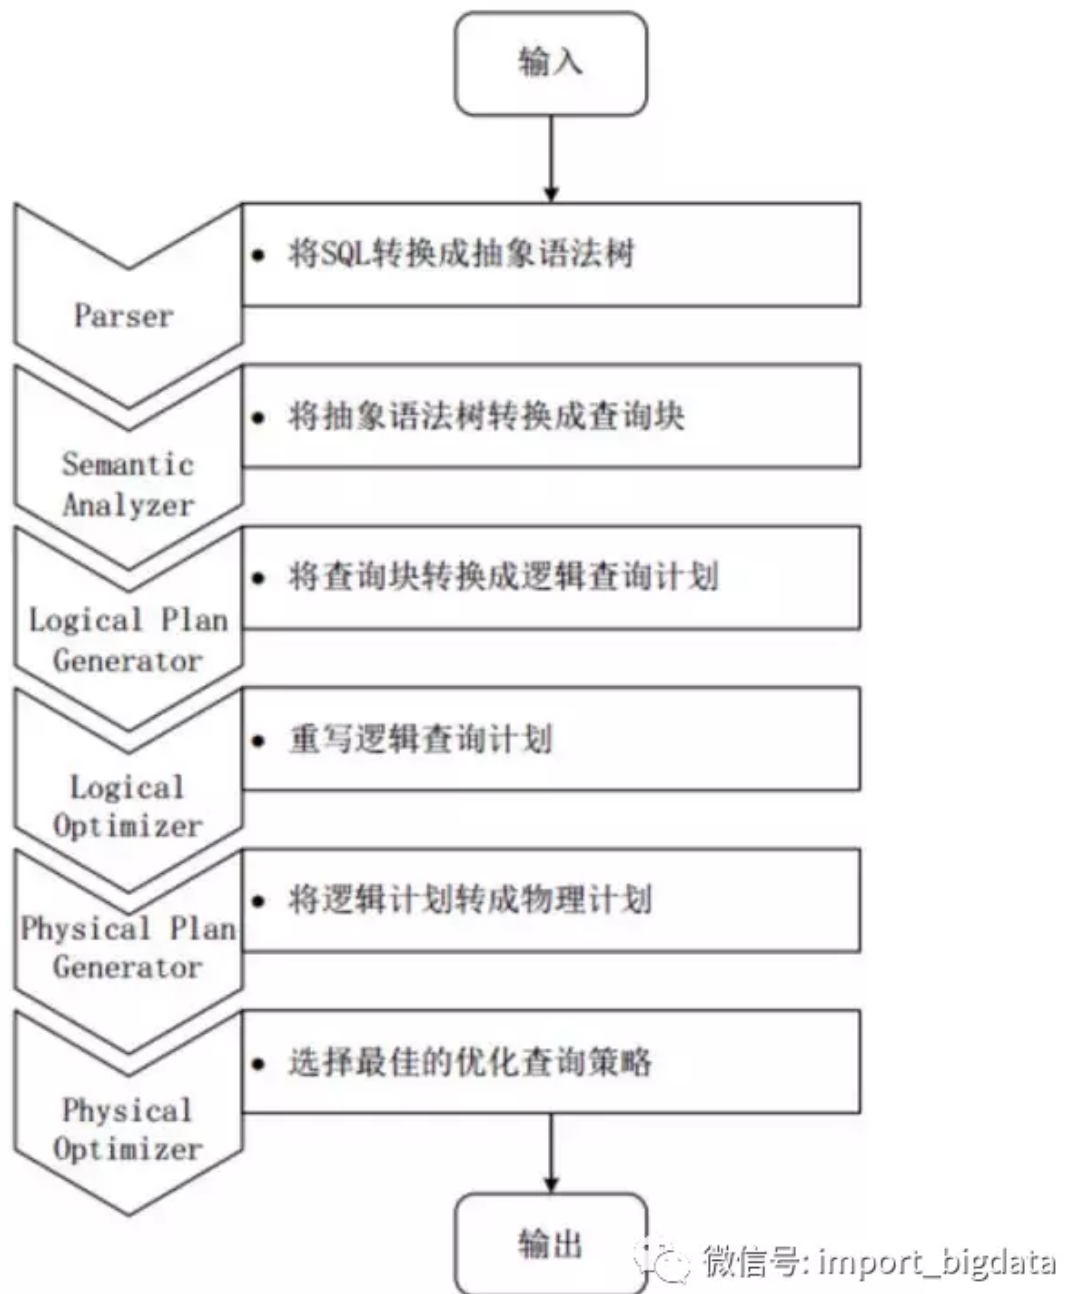 输入
• 将SQL转换成抽象语法树
Parser
• 将抽象语法树转换成查询块
Semantic
Analyzer
• 将查询块转换成逻辑查询计划
Logical Plan
Generator
• 重写逻辑查询计划
Logical
Optimizer
• 将逻辑计划转成物理计划
Physical Plan
Generator
• 选择最佳的优化查询策略
Physical
Optimizer
输出
微信号: import_bigdata